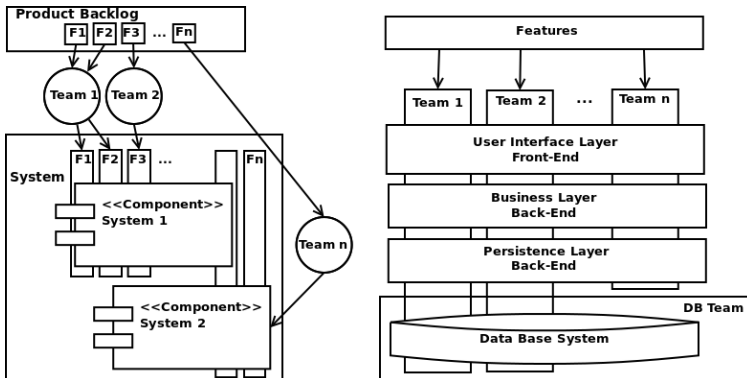 Product Backlog
F1 F2 F3 ... Fn
Team 1 Team 2
System
F1 F2 F3 ... Fn
<<Component>>
System 1
Team n
<<Component>>
System 2
Features
Team 1 Team 2 ... Team n
User Interface Layer
Front-End
Business Layer
Back-End
Persistence Layer
Back-End
DB Team
Data Base System